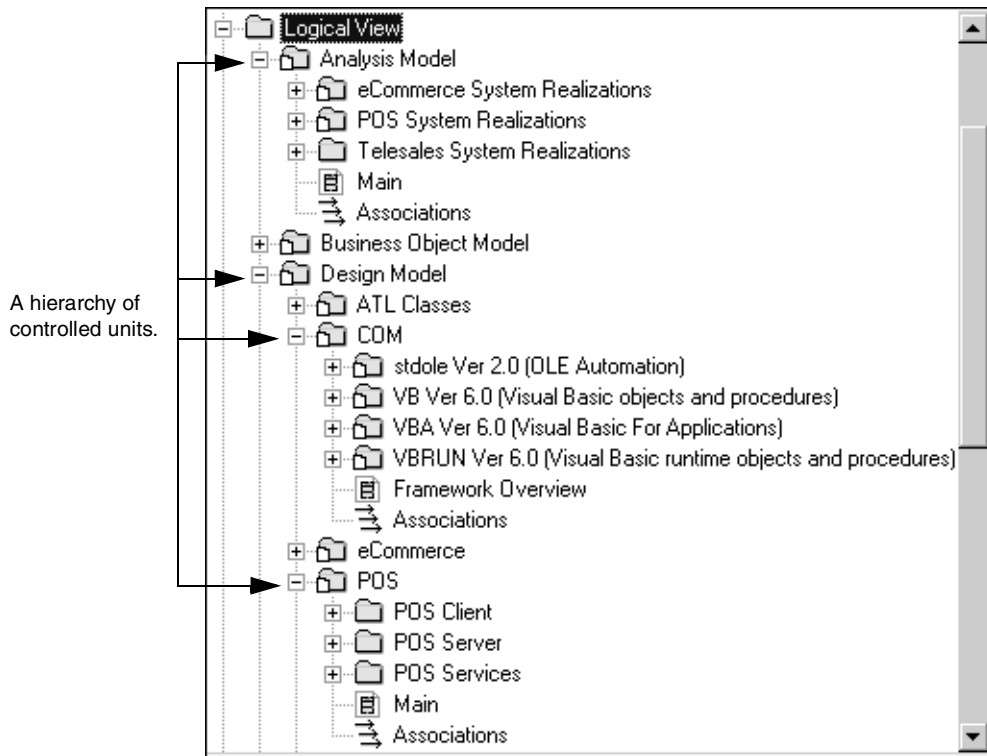 Logical View
Analysis Model
eCommerce System Realizations
POS System Realizations
Telesales System Realizations
Main
Associations
Business Object Model
Design Model
ATL Classes
A hierarchy of
controlled units.
COM
stdole Ver 2.0 (OLE Automation)
VB Ver 6.0 (Visual Basic objects and procedures)
VBA Ver 6.0 (Visual Basic For Applications)
VBRUN Ver 6.0 (Visual Basic runtime objects and procedures)
Framework Overview
Associations
eCommerce
POS
POS Client
POS Server
POS Services
Main
Associations